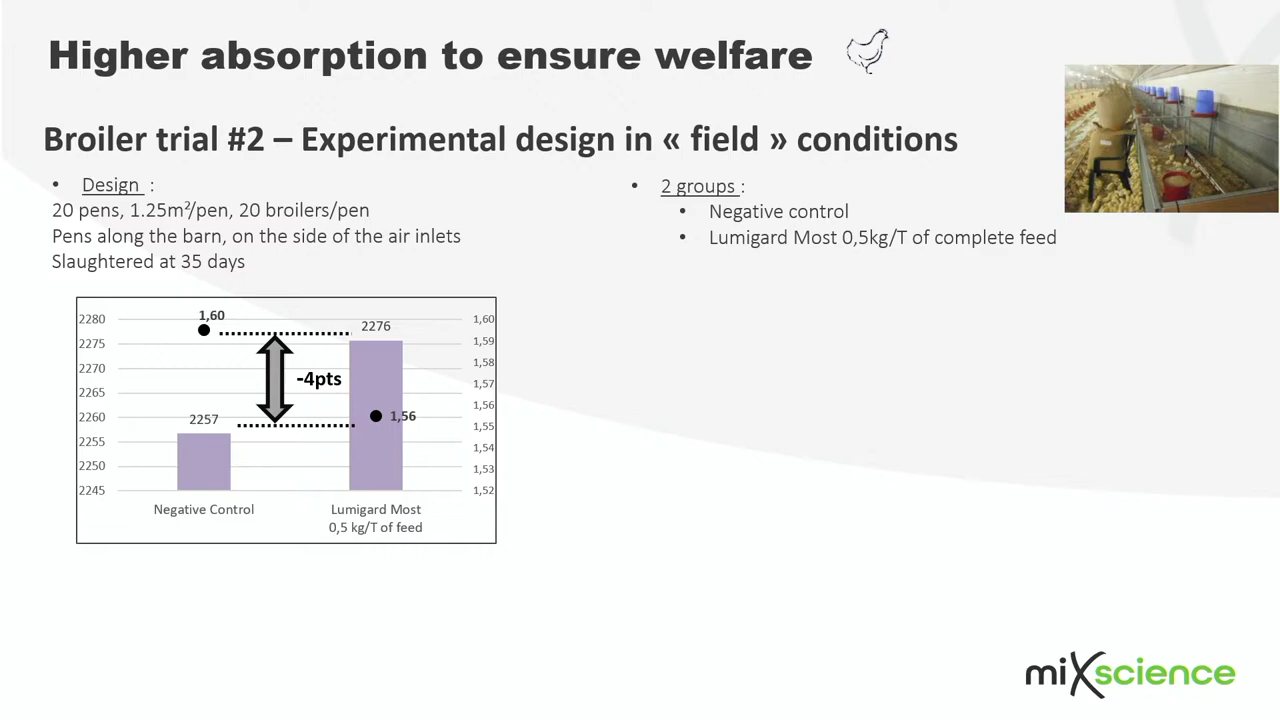 Higher absorption to ensure welfare
Broiler trial #2 – Experimental design in « field » conditions
• Design :
20 pens, 1.25m²/pen, 20 broilers/pen
Pens along the barn, on the side of the air inlets
Slaughtered at 35 days
• 2 groups :
• Negative control
• Lumigard Most 0,5kg/T of complete feed
2280
2275
2270
2265
2260
2255
2250
2245
1,60
2257
-4pts
2276
1,56
1,60
1,59
1,58
1,57
1,56
1,55
1,54
1,53
1,52
Negative Control
Lumigard Most
0,5 kg/T of feed
miXscience